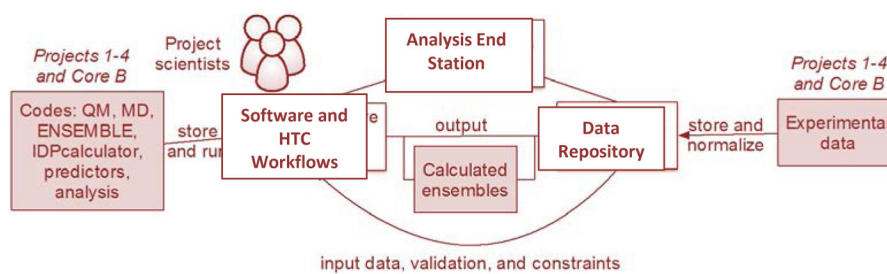 Project
scientists
Analysis End
Station
Projects 1-4
and Core B
Codes: QM, MD,
ENSEMBLE,
IDPcalculator,
predictors,
analysis
store
and run
Software and
HTC
Workflows
output
Calculated
ensembles
Data
Repository
store and
normalize
Projects 1-4
and Core B
Experimental
data
input data, validation, and constraints